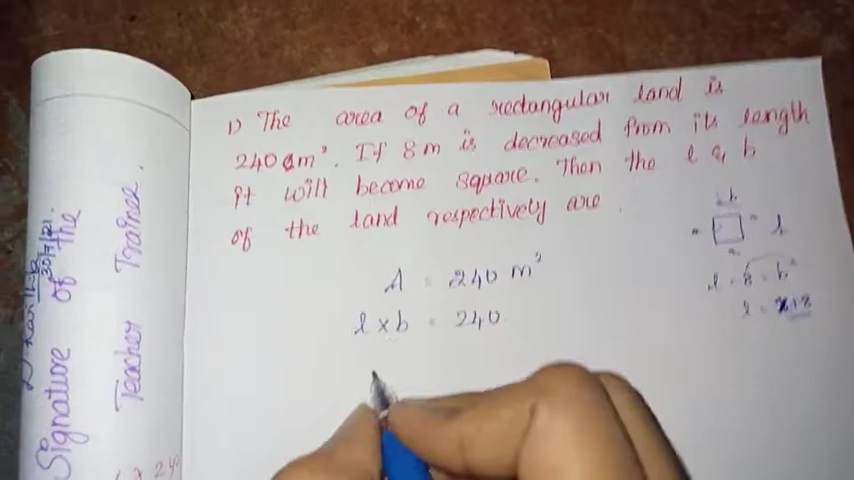 1) The area of a rectangular land is
240 m². If 8m is decreased from its length
it will become square. Then the l & b
of the land respectively are
A = 240 m²
l × b = 240
b
l
l - 8 = b
l =
Signature of the
Teacher Trainee.